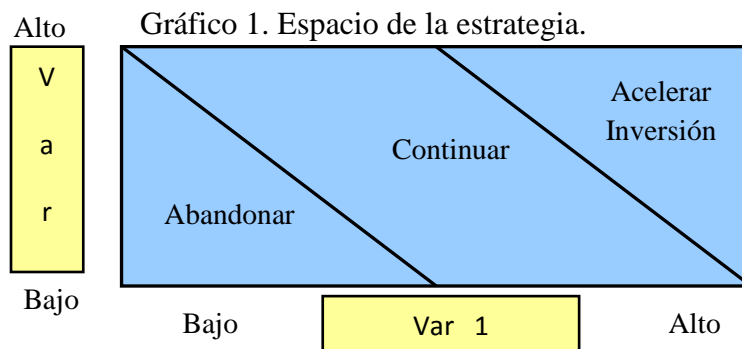 Gráfico 1. Espacio de la estrategia.
Alto
V
a
r
Bajo
Acelerar
Inversión
Continuar
Abandonar
Bajo
Var 1
Alto